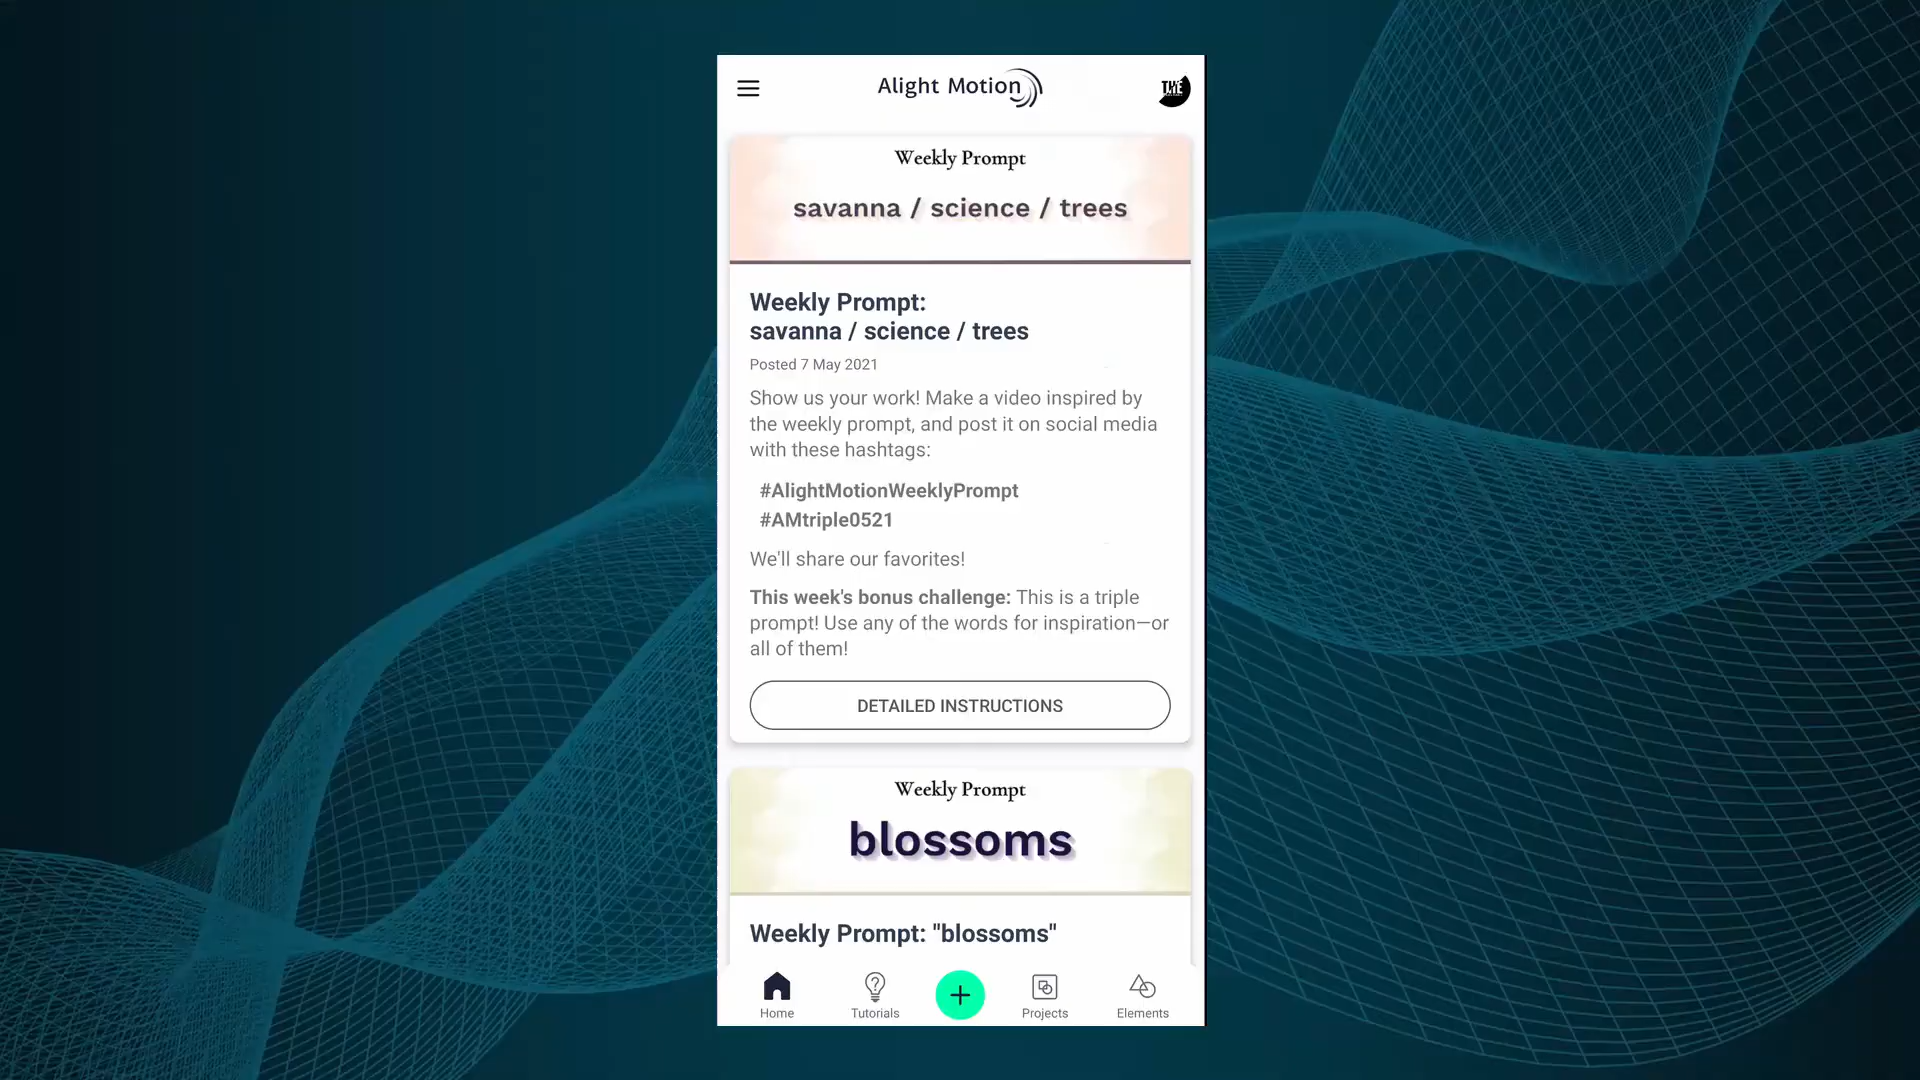 Alight Motion
THE
Weekly Prompt
savanna / science / trees
Weekly Prompt:
savanna / science / trees
Posted 7 May 2021
Show us your work! Make a video inspired by
the weekly prompt, and post it on social media
with these hashtags:
#AlightMotionWeeklyPrompt
#AMtriple0521
We'll share our favorites!
This week's bonus challenge: This is a triple
prompt! Use any of the words for inspiration—or
all of them!
DETAILED INSTRUCTIONS
Weekly Prompt
blossoms
Weekly Prompt: "blossoms"
Home
Tutorials
Projects
Elements